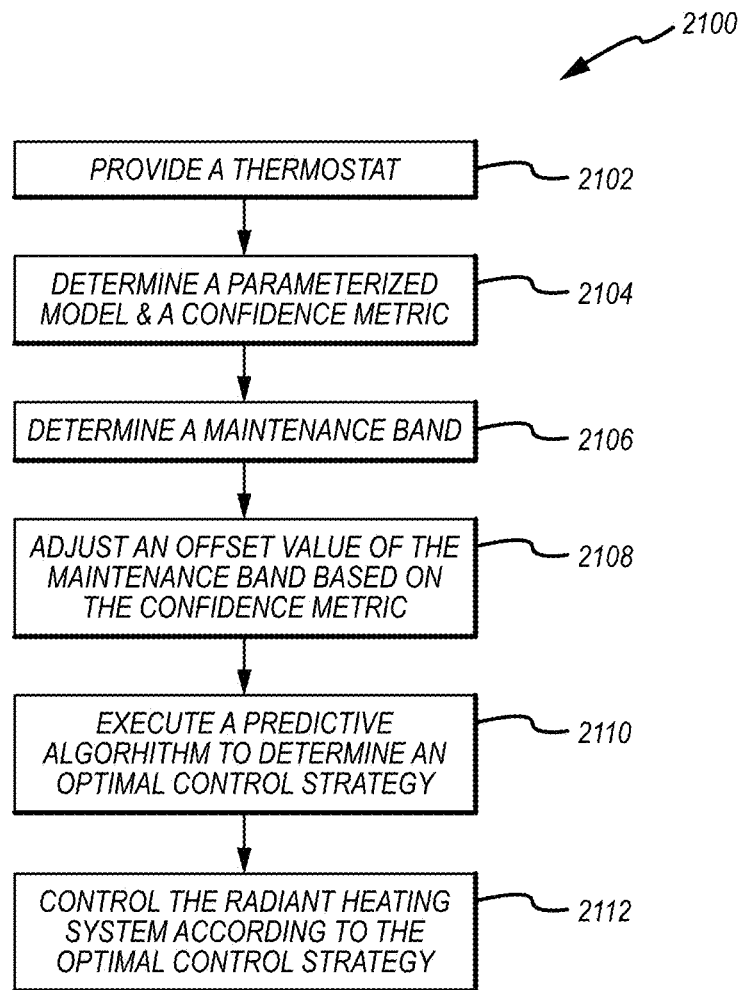 2100
PROVIDE A THERMOSTAT
2102
DETERMINE A PARAMETERIZED
MODEL & A CONFIDENCE METRIC
2104
DETERMINE A MAINTENANCE BAND
2106
ADJUST AN OFFSET VALUE OF THE
MAINTENANCE BAND BASED ON
THE CONFIDENCE METRIC
2108
EXECUTE A PREDICTIVE
ALGORHITHM TO DETERMINE AN
OPTIMAL CONTROL STRATEGY
2110
CONTROL THE RADIANT HEATING
SYSTEM ACCORDING TO THE
OPTIMAL CONTROL STRATEGY
2112